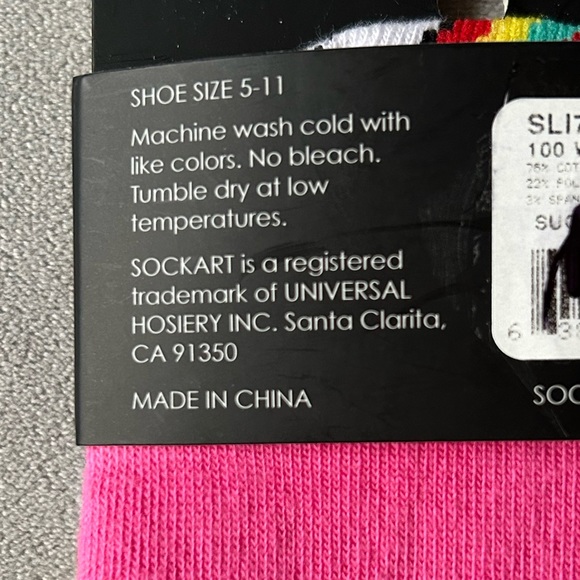 SHOE SIZE 5-11
Machine wash cold with
like colors. No bleach.
Tumble dry at low
temperatures.
SOCKART is a registered
trademark of UNIVERSAL
HOSIERY INC. Santa Clarita,
CA 91350
MADE IN CHINA
100
6